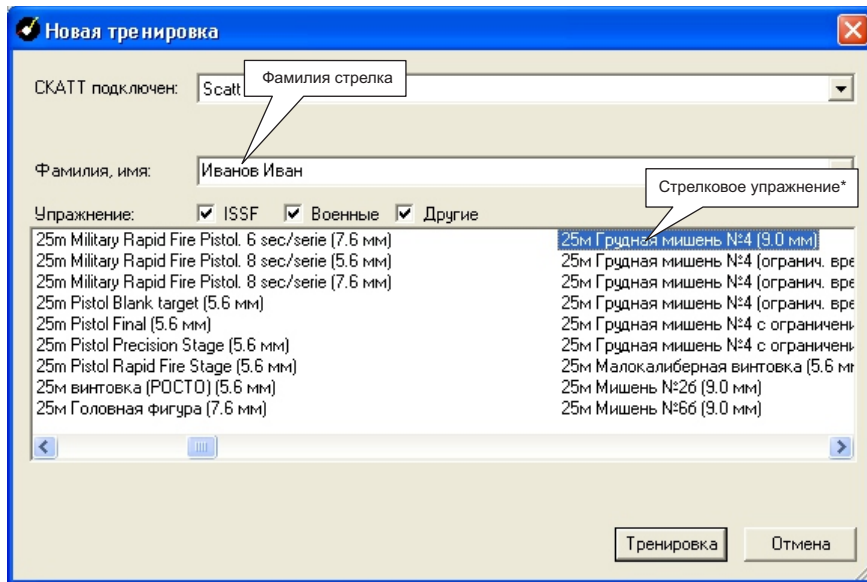 Новая тренировка
Фамилия стрелка
СКАТТ подключен: Scatt
Фамилия, имя: Иванов Иван
Стрелковое упражнение*
Упражнение: ISSF Военные Другие
25m Military Rapid Fire Pistol. 6 sec/serie (7.6 мм)
25m Military Rapid Fire Pistol. 8 sec/serie (5.6 мм)
25m Military Rapid Fire Pistol. 8 sec/serie (7.6 мм)
25m Pistol Blank target (5.6 мм)
25m Pistol Final (5.6 мм)
25m Pistol Precision Stage (5.6 мм)
25m Pistol Rapid Fire Stage (5.6 мм)
25м винтовка (РОСТО) (5.6 мм)
25м Головная фигура (7.6 мм)
25м Грудная мишень №4 (9.0 мм)
25м Грудная мишень №4 (огранич. вре
25м Грудная мишень №4 (огранич. вре
25м Грудная мишень №4 (огранич. вре
25м Грудная мишень №4 с ограничени
25м Грудная мишень №4 с ограничени
25м Малокалиберная винтовка (5.6 м
25м Мишень №2б (9.0 мм)
25м Мишень №6б (9.0 мм)
Тренировка
Отмена